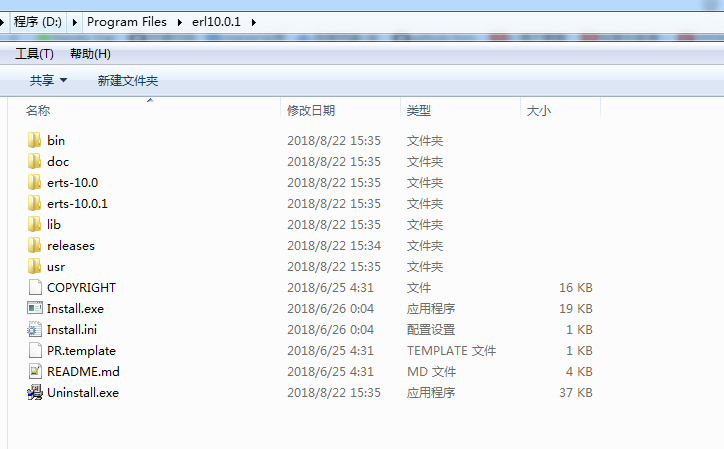 程序 (D:) Program Files erl10.0.1
工具(T) 帮助(H)
共享 新建文件夹
名称 修改日期 类型 大小
bin 2018/8/22 15:35 文件夹
doc 2018/8/22 15:35 文件夹
erts-10.0 2018/8/22 15:35 文件夹
erts-10.0.1 2018/8/22 15:35 文件夹
lib 2018/8/22 15:35 文件夹
releases 2018/8/22 15:34 文件夹
usr 2018/8/22 15:35 文件夹
COPYRIGHT 2018/6/25 4:31 文件 16 KB
Install.exe 2018/6/26 0:04 应用程序 19 KB
Install.ini 2018/6/26 0:04 配置设置 1 KB
PR.template 2018/6/25 4:31 TEMPLATE 文件 1 KB
README.md 2018/6/25 4:31 MD 文件 4 KB
Uninstall.exe 2018/8/22 15:35 应用程序 37 KB